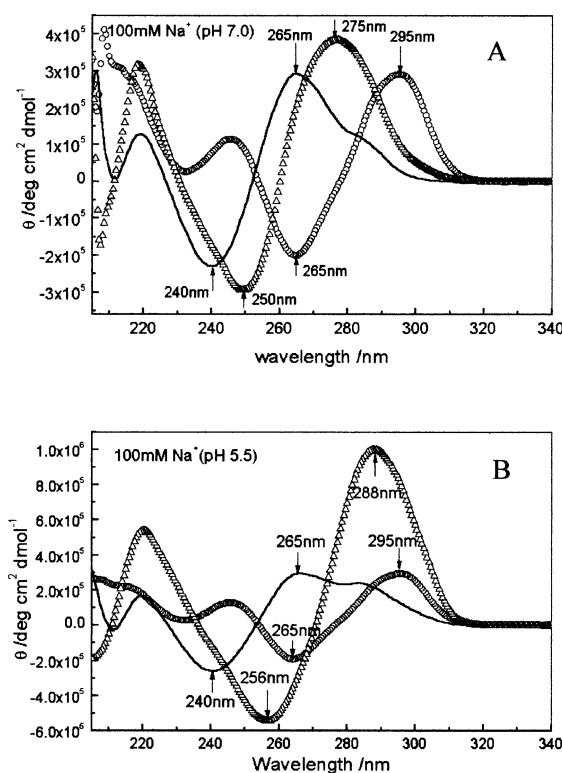 100mM Na⁺ (pH 7.0)
A
265nm
275nm
295nm
240nm
250nm
265nm
4x10⁵
3x10⁵
2x10⁵
1x10⁵
0
-1x10⁵
-2x10⁵
-3x10⁵
θ /deg cm² dmol⁻¹
220
240
260
280
300
320
340
wavelength /nm
100mM Na⁺ (pH 5.5)
B
288nm
265nm
295nm
265nm
240nm
256nm
1.0x10⁶
8.0x10⁵
6.0x10⁵
4.0x10⁵
2.0x10⁵
0.0
-2.0x10⁵
-4.0x10⁵
-6.0x10⁵
θ /deg cm² dmol⁻¹
220
240
260
280
300
320
340
wavelength /nm